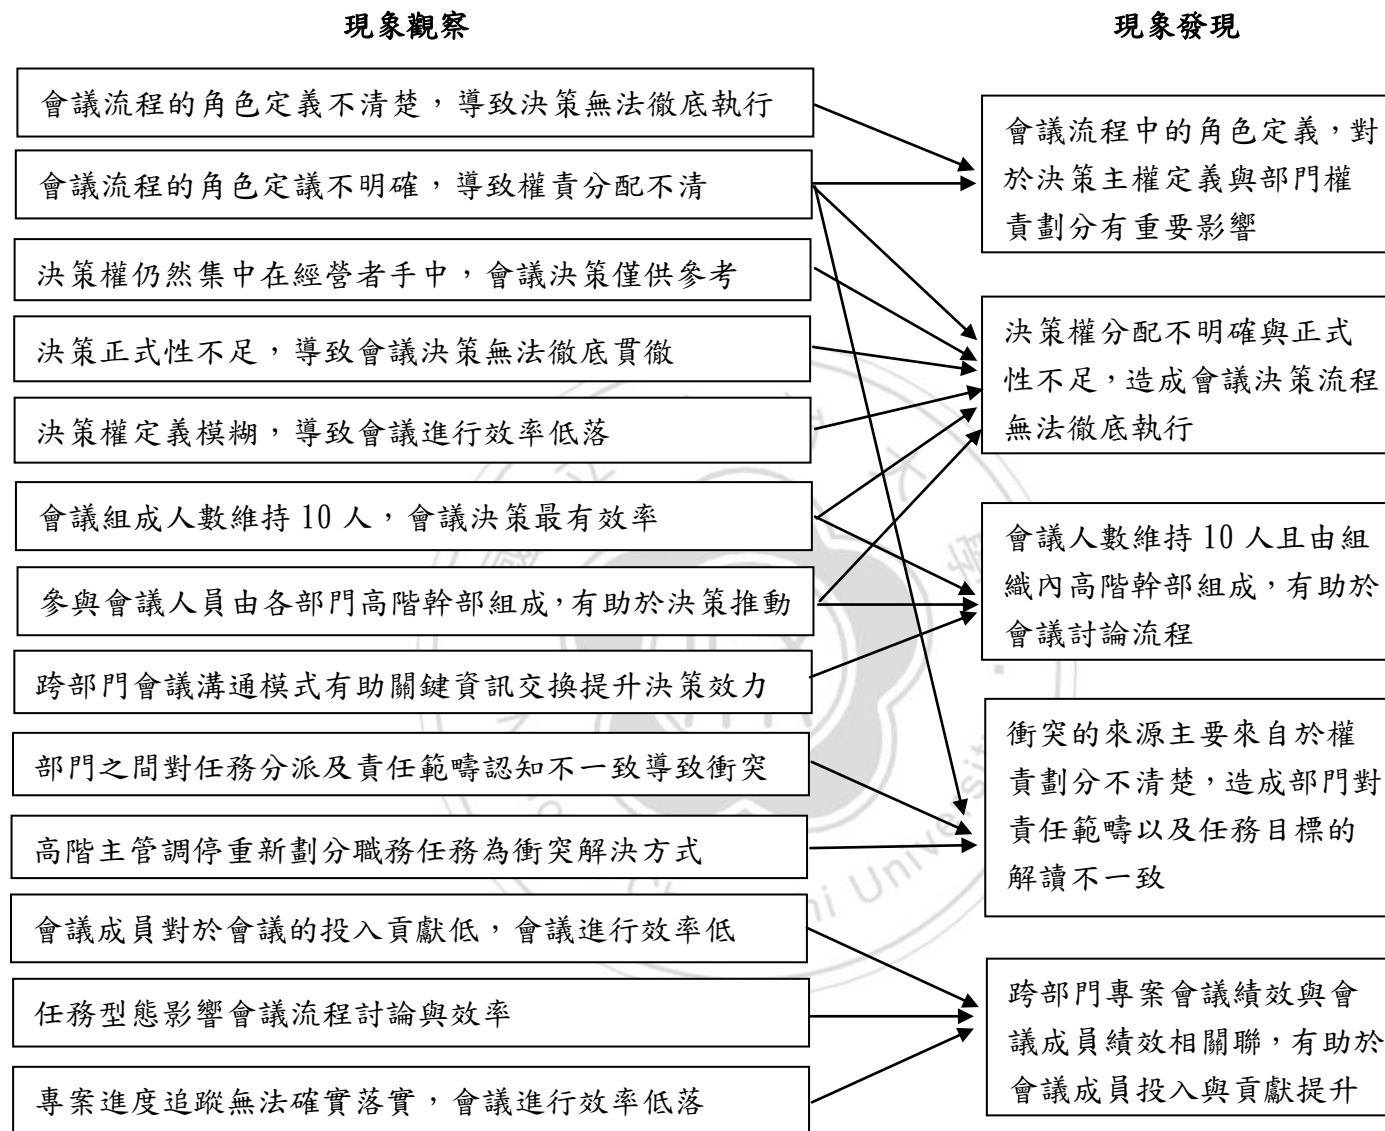 現象觀察
現象發現
會議流程的角色定義不清楚，導致決策無法徹底執行
會議流程的角色定議不明確，導致權責分配不清
決策權仍然集中在經營者手中，會議決策僅供參考
決策正式性不足，導致會議決策無法徹底貫徹
決策權定義模糊，導致會議進行效率低落
會議組成人數維持 10 人，會議決策最有效率
參與會議人員由各部門高階幹部組成，有助於決策推動
跨部門會議溝通模式有助關鍵資訊交換提升決策效力
部門之間對任務分派及責任範疇認知不一致導致衝突
高階主管調停重新劃分職務任務為衝突解決方式
會議成員對於會議的投入貢獻低，會議進行效率低
任務型態影響會議流程討論與效率
專案進度追蹤無法確實落實，會議進行效率低落
會議流程中的角色定義，對
於決策主權定義與部門權
責劃分有重要影響
決策權分配不明確與正式
性不足，造成會議決策流程
無法徹底執行
會議人數維持 10 人且由組
織內高階幹部組成，有助於
會議討論流程
衝突的來源主要來自於權
責劃分不清楚，造成部門對
責任範疇以及任務目標的
解讀不一致
跨部門專案會議績效與會
議成員績效相關聯，有助於
會議成員投入與貢獻提升